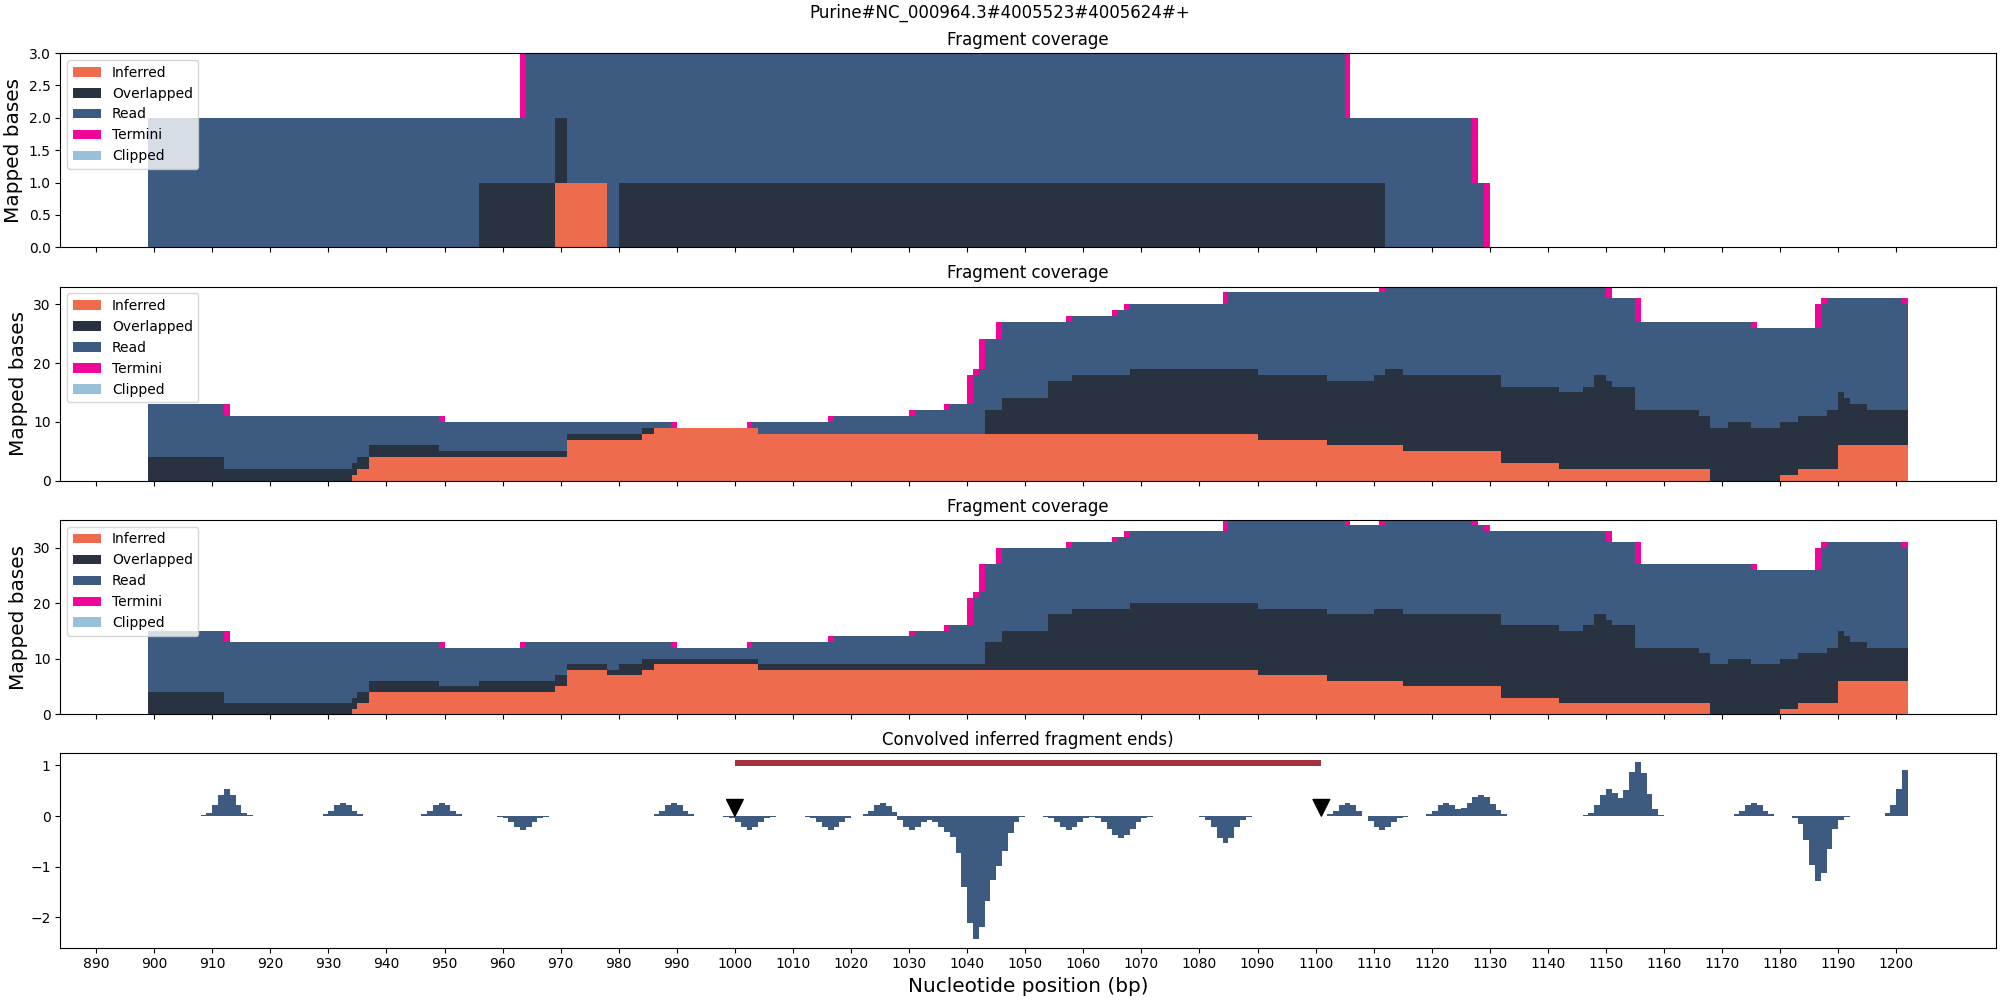 Purine#NC_000964.3#4005523#4005624#+
Fragment coverage
Mapped bases
3.0
2.5
2.0
1.5
1.0
0.5
0.0
Inferred
Overlapped
Read
Termini
Clipped
Fragment coverage
Mapped bases
30
20
10
0
Inferred
Overlapped
Read
Termini
Clipped
Fragment coverage
Mapped bases
30
20
10
0
Inferred
Overlapped
Read
Termini
Clipped
Convolved inferred fragment ends)
1
0
−1
−2
890 900 910 920 930 940 950 960 970 980 990 1000 1010 1020 1030 1040 1050 1060 1070 1080 1090 1100 1110 1120 1130 1140 1150 1160 1170 1180 1190 1200
Nucleotide position (bp)